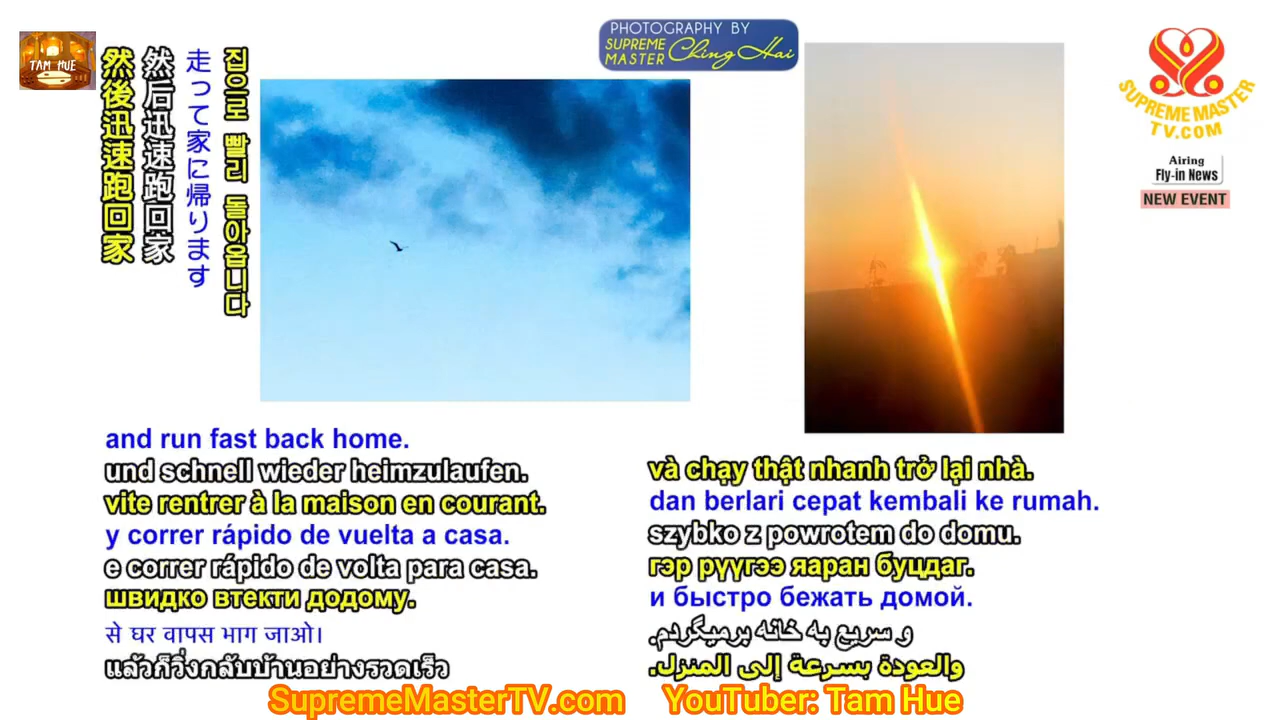 TAM HUE
PHOTOGRAPHY BY
SUPREME
MASTER Ching Hai
SUPREME MASTER
TV.COM
Airing
Fly-in News
NEW EVENT
然後迅速跑回家
然后迅速跑回家
走って家に帰ります
집으로 빨리 돌아옵니다
and run fast back home.
und schnell wieder heimzulaufen.
vite rentrer à la maison en courant.
y correr rápido de vuelta a casa.
e correr rápido de volta para casa.
швидко втекти додому.
से घर वापस भाग जाओ।
แล้วก็วิ่งกลับบ้านอย่างรวดเร็ว
và chạy thật nhanh trở lại nhà.
dan berlari cepat kembali ke rumah.
szybko z powrotem do domu.
гэр рүүгээ яаран буцдаг.
и быстро бежать домой.
و سریع به خانه برمیگردم.
والعودة بسرعة إلى المنزل.
SupremeMasterTV.com YouTuber: Tam Hue